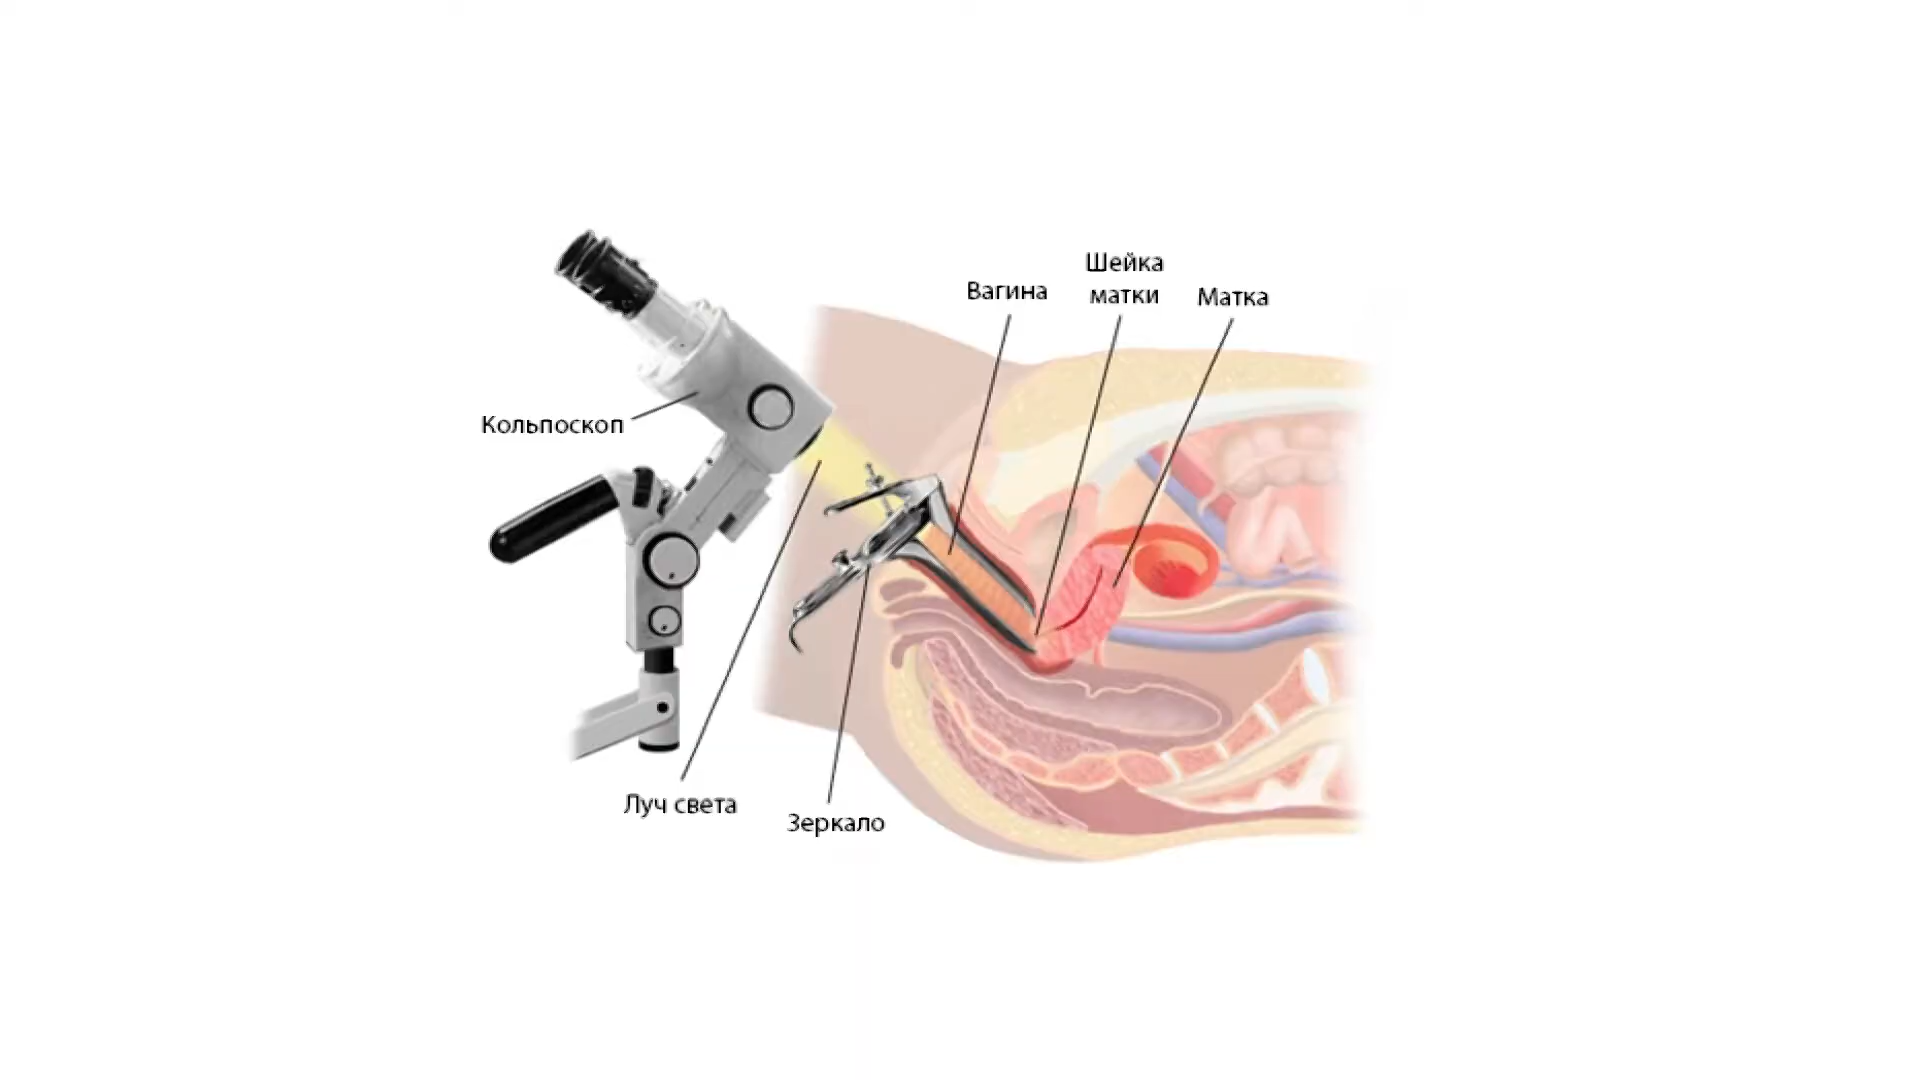 Шейка
матки
Вагина
Матка
Кольпоскоп
Луч света
Зеркало